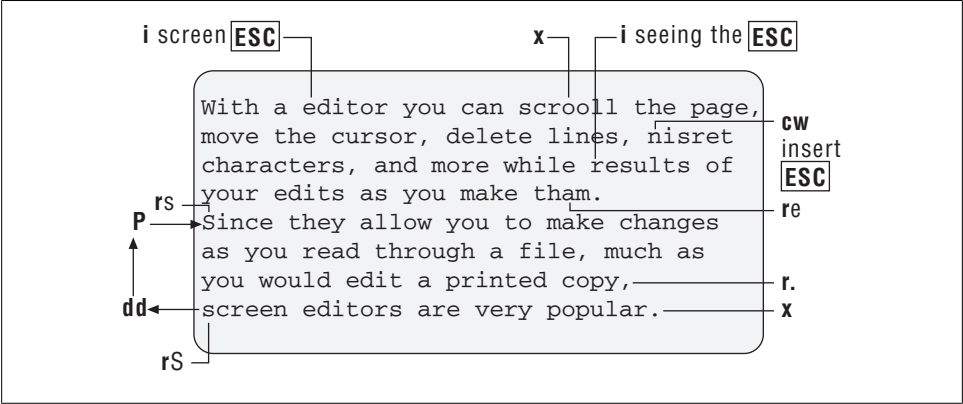 i screen ESC x i seeing the ESC
With a editor you can scrooll the page,
move the cursor, delete lines, nisret
characters, and more while results of
your edits as you make tham.
Since they allow you to make changes
as you read through a file, much as
you would edit a printed copy,
screen editors are very popular.
cw
insert
ESC
re
r.
x
rs
P
dd
rS